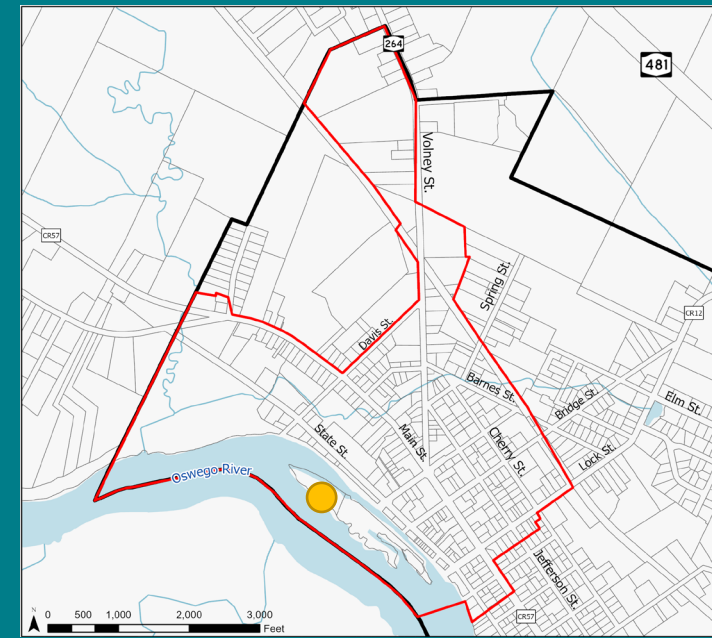 264
481
Volney St.
CR57
Spring St.
CR12
Davis St.
Barnes St.
Bridge St.
Elm St.
State St.
Main St.
Cherry St.
Lock St.
Oswego River
Jefferson St.
CR57
N
0 500 1,000 2,000 3,000
Feet